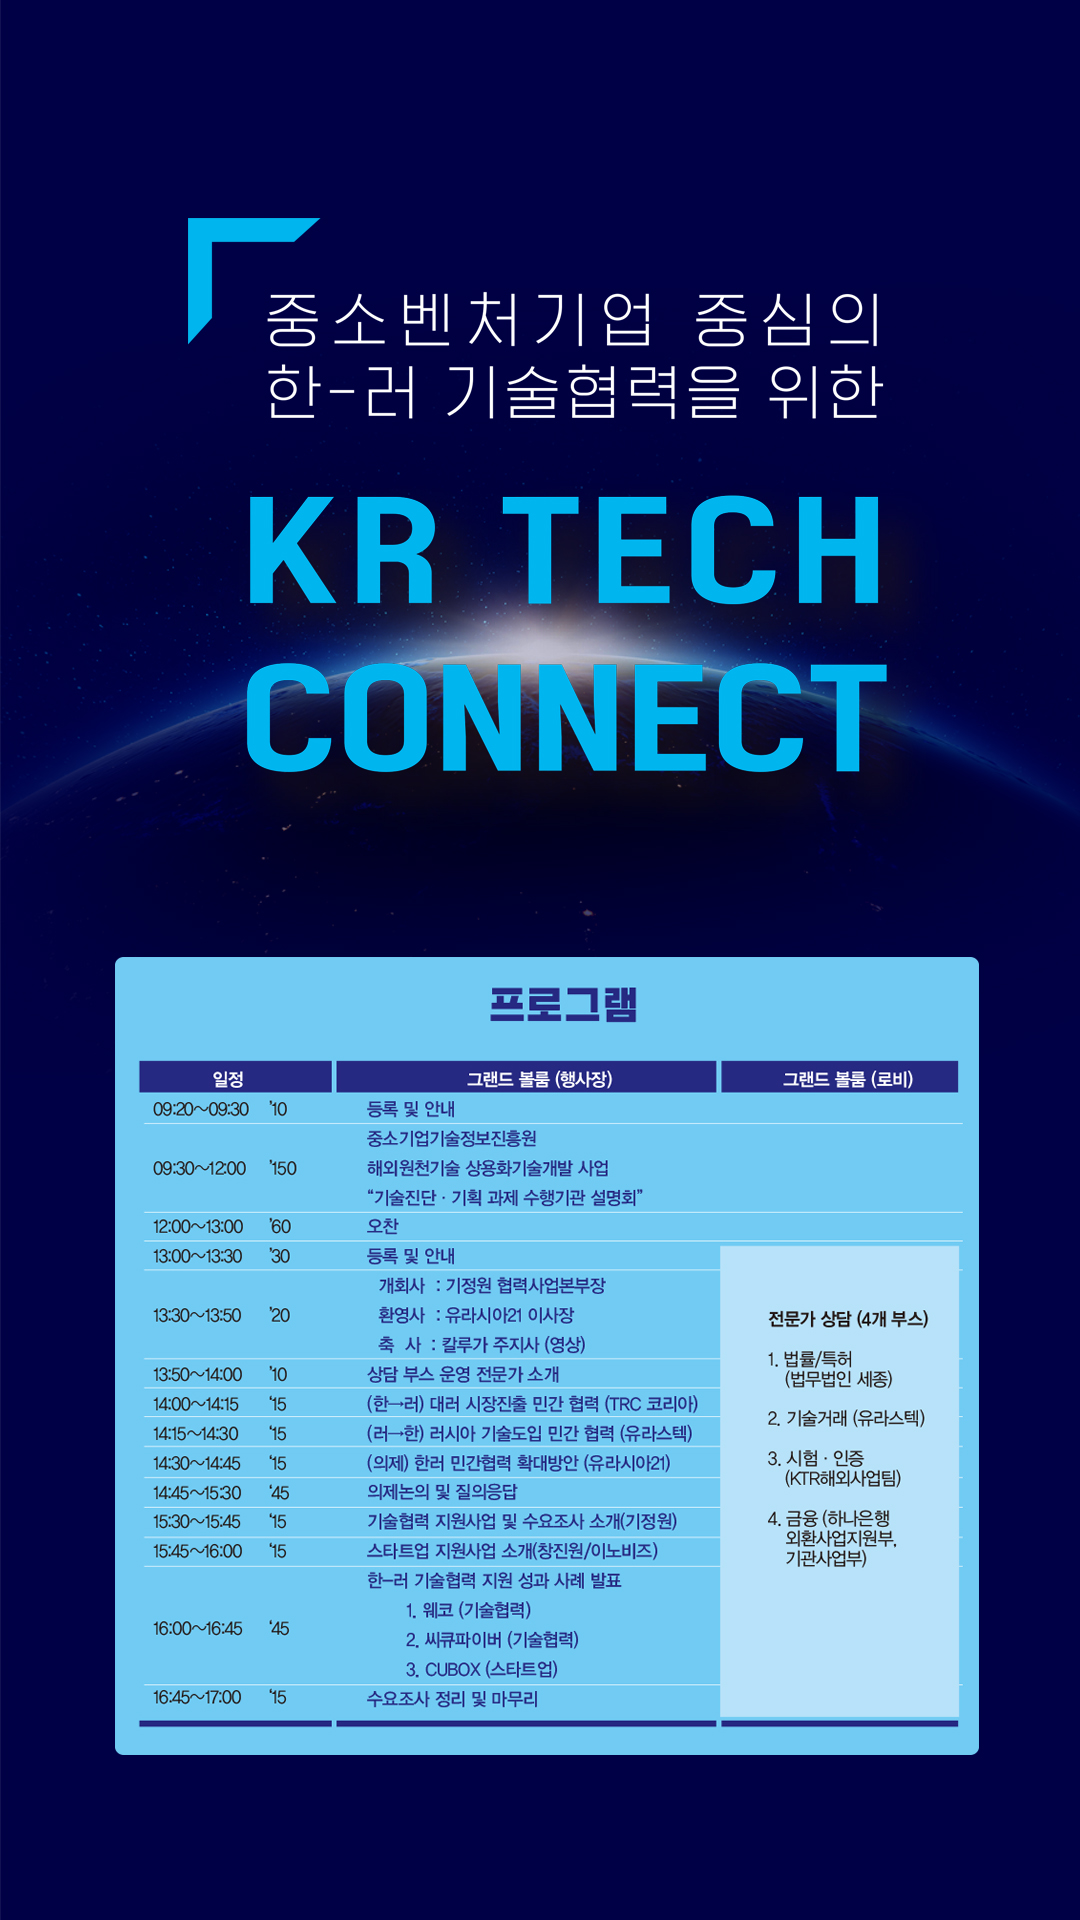 중소벤처기업 중심의
한-러 기술협력을 위한
KR TECH
CONNECT
프로그램
일정 그랜드 볼룸 (행사장) 그랜드 볼룸 (로비)
09:20~09:30 '10 등록 및 안내
중소기업기술정보진흥원
09:30~12:00 '150 해외원천기술 상용화기술개발 사업
“기술진단 · 기획 과제 수행기관 설명회”
12:00~13:00 '60 오찬
13:00~13:30 '30 등록 및 안내
개회사 : 기정원 협력사업본부장
13:30~13:50 '20 환영사 : 유라시아21 이사장
축 사 : 칼루가 주지사 (영상)
13:50~14:00 '10 상담 부스 운영 전문가 소개
14:00~14:15 '15 (한→러) 대러 시장진출 민간 협력 (TRC 코리아)
14:15~14:30 '15 (러→한) 러시아 기술도입 민간 협력 (유라스텍)
14:30~14:45 '15 (의제) 한러 민간협력 확대방안 (유라시아21)
14:45~15:30 '45 의제논의 및 질의응답
15:30~15:45 '15 기술협력 지원사업 및 수요조사 소개(기정원)
15:45~16:00 '15 스타트업 지원사업 소개(창진원/이노비즈)
한-러 기술협력 지원 성과 사례 발표
16:00~16:45 '45
1. 웨코 (기술협력)
2. 씨큐파이버 (기술협력)
3. CUBOX (스타트업)
16:45~17:00 '15 수요조사 정리 및 마무리
전문가 상담 (4개 부스)
1. 법률/특허
(법무법인 세종)
2. 기술거래 (유라스텍)
3. 시험 · 인증
(KTR해외사업팀)
4. 금융 (하나은행
외환사업지원부,
기관사업부)